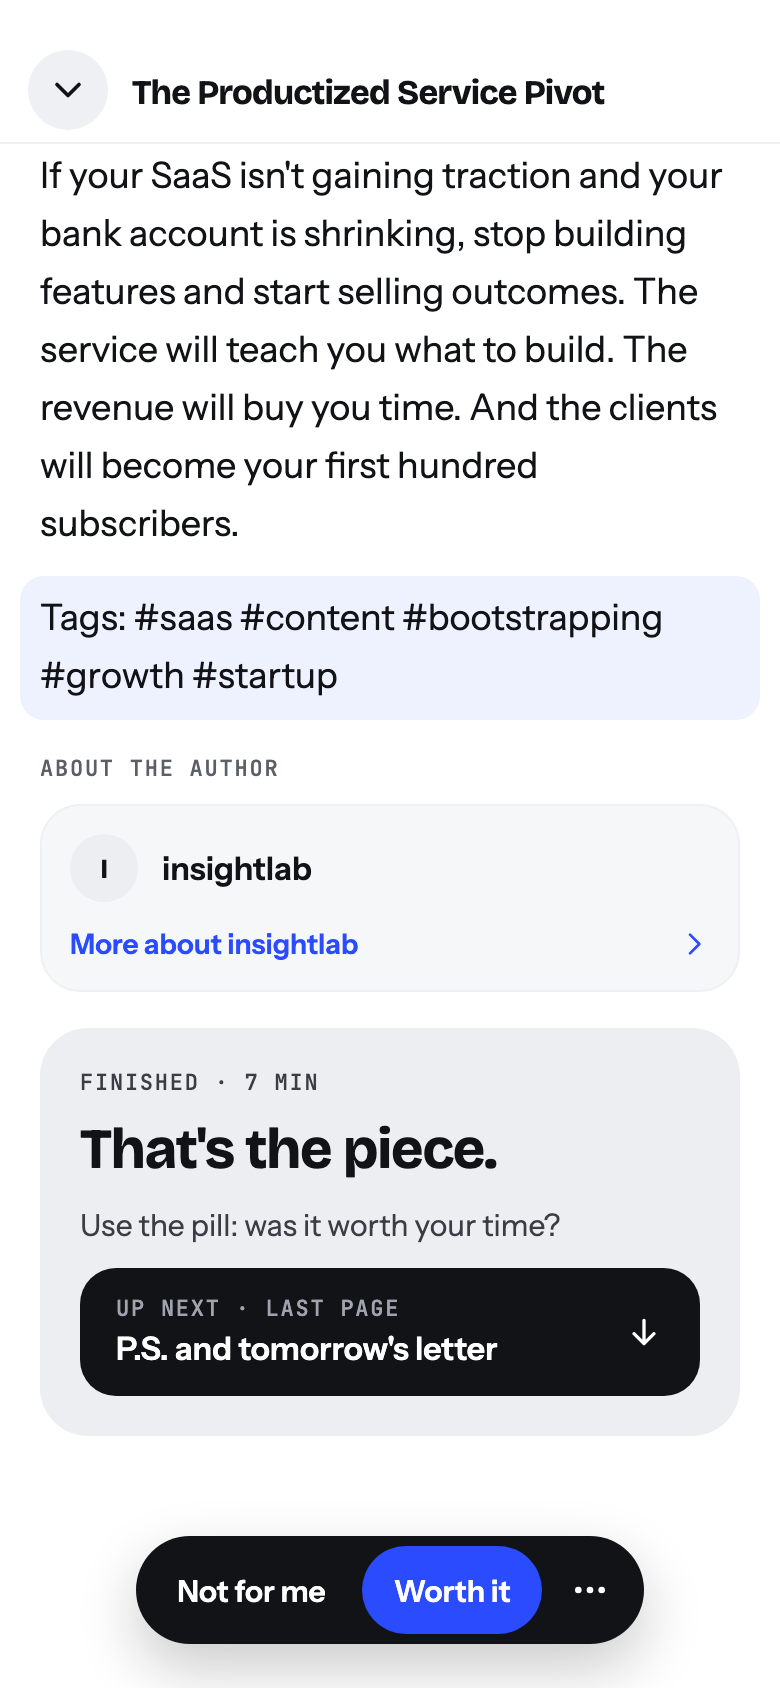 The Productized Service Pivot
If your SaaS isn't gaining traction and your
bank account is shrinking, stop building
features and start selling outcomes. The
service will teach you what to build. The
revenue will buy you time. And the clients
will become your first hundred
subscribers.
Tags: #saas #content #bootstrapping
#growth #startup
ABOUT THE AUTHOR
I insightlab
More about insightlab
FINISHED · 7 MIN
That's the piece.
Use the pill: was it worth your time?
UP NEXT · LAST PAGE
P.S. and tomorrow's letter
Not for me Worth it